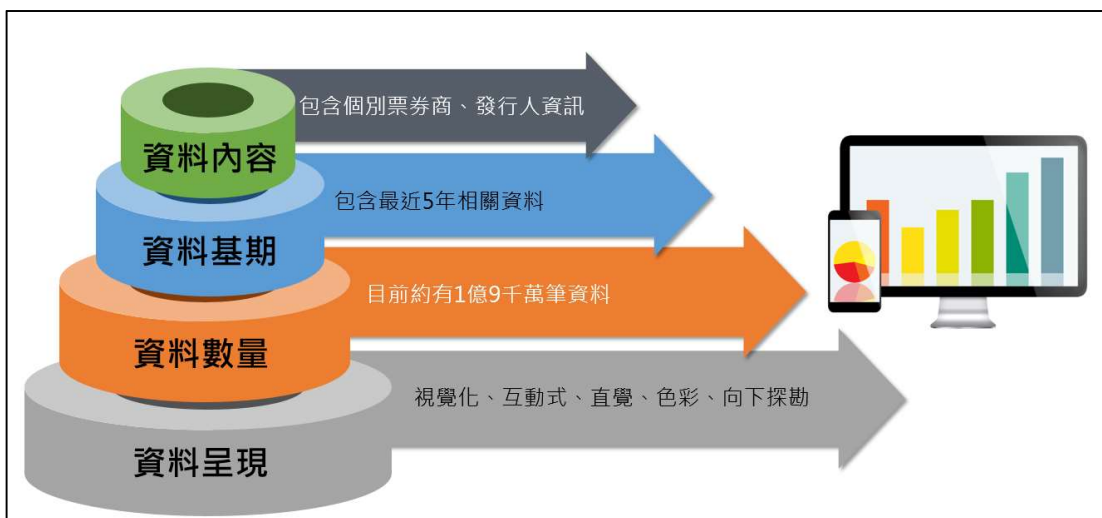 包含個別票券商、發行人資訊
資料內容
包含最近5年相關資料
資料基期
目前約有1億9千萬筆資料
資料數量
視覺化、互動式、直覺、色彩、向下探勘
資料呈現